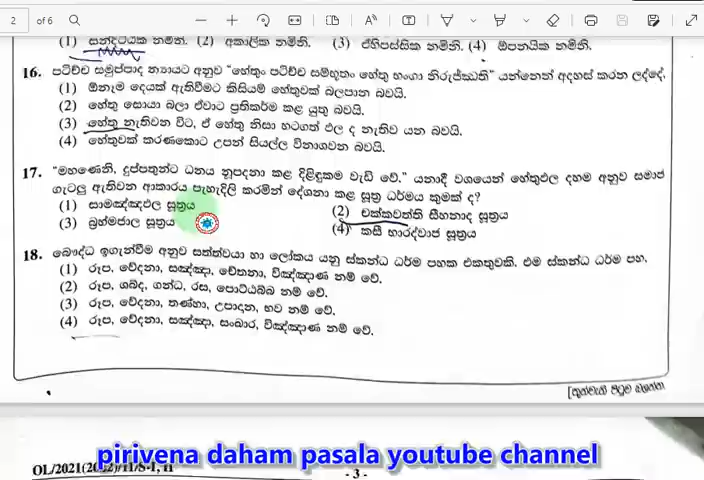 2 of 6
(1) සන්දිට්ඨික නමිනි. (2) අකාලික නමිනි. (3) ඒහිපස්සික නමිනි. (4) ඕපනයික නමිනි.
16. පටිච්ච සමුප්පාද න්‍යායට අනුව “හේතුං පටිච්ච සම්භූතං හේතු භංගා නිරුජ්ඣති” යන්නෙන් අදහස් කරන ලද්දේ,
(1) ඕනෑම දෙයක් ඇතිවීමට කිසියම් හේතුවක් බලපාන බවයි.
(2) හේතු සොයා බලා ඒවාට ප්‍රතිකර්ම කළ යුතු බවයි.
(3) හේතු නැතිවන විට, ඒ හේතු නිසා හටගත් ඵල ද නැතිව යන බවයි.
(4) හේතුවක් කරණකොට උපන් සියල්ල විනාශවන බවයි.
17. “මහණෙනි, දුප්පතුන්ට ධනය නූපදනා කළ දිළිඳුකම වැඩි වේ.” යනාදී වශයෙන් හේතුඵල දහම අනුව සමාජ
ගැටලු ඇතිවන ආකාරය පැහැදිලි කරමින් දේශනා කළ සූත්‍ර ධර්මය කුමක් ද?
(1) සාමඤ්ඤඵල සූත්‍රය (2) චක්කවත්ති සීහනාද සූත්‍රය
(3) බ්‍රහ්මජාල සූත්‍රය (4) කසී භාරද්වාජ සූත්‍රය
18. බෞද්ධ ඉගැන්වීම අනුව සත්ත්වයා හා ලෝකය යනු ස්කන්ධ ධර්ම පහක එකතුවකි. එම ස්කන්ධ ධර්ම පහ,
(1) රූප, වේදනා, සඤ්ඤා, චේතනා, විඤ්ඤාණ නම් වේ.
(2) රූප, ශබ්ද, ගන්ධ, රස, පොට්ඨබ්බ නම් වේ.
(3) රූප, වේදනා, තණ්හා, උපාදාන, භව නම් වේ.
(4) රූප, වේදනා, සඤ්ඤා, සංඛාර, විඤ්ඤාණ නම් වේ.
[තුන්වැනි පිටුව බලන්න
pirivena daham pasala youtube channel
- 3 -